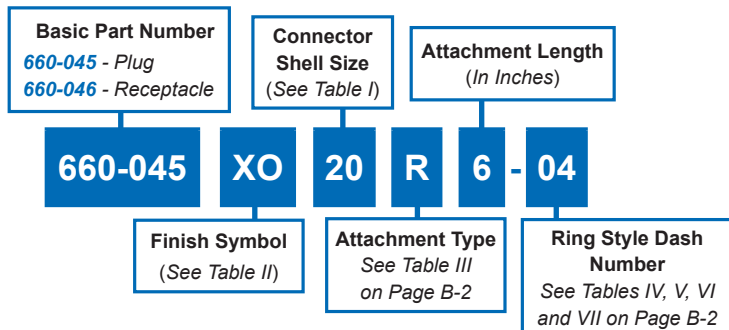 Basic Part Number
660-045 - Plug
660-046 - Receptacle
Connector
Shell Size
(See Table I)
Attachment Length
(In Inches)
660-045 XO 20 R 6 - 04
Finish Symbol
(See Table II)
Attachment Type
See Table III
on Page B-2
Ring Style Dash
Number
See Tables IV, V, VI
and VII on Page B-2